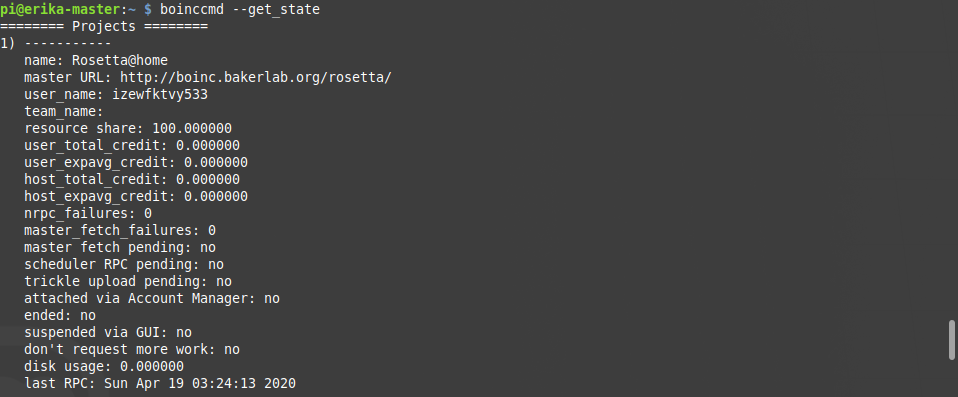 pi@erika-master:~ $ boinccmd --get_state
======== Projects ========
1) -----------
   name: Rosetta@home
   master URL: http://boinc.bakerlab.org/rosetta/
   user_name: izewfktvy533
   team_name:
   resource share: 100.000000
   user_total_credit: 0.000000
   user_expavg_credit: 0.000000
   host_total_credit: 0.000000
   host_expavg_credit: 0.000000
   nrpc_failures: 0
   master_fetch_failures: 0
   master fetch pending: no
   scheduler RPC pending: no
   trickle upload pending: no
   attached via Account Manager: no
   ended: no
   suspended via GUI: no
   don't request more work: no
   disk usage: 0.000000
   last RPC: Sun Apr 19 03:24:13 2020